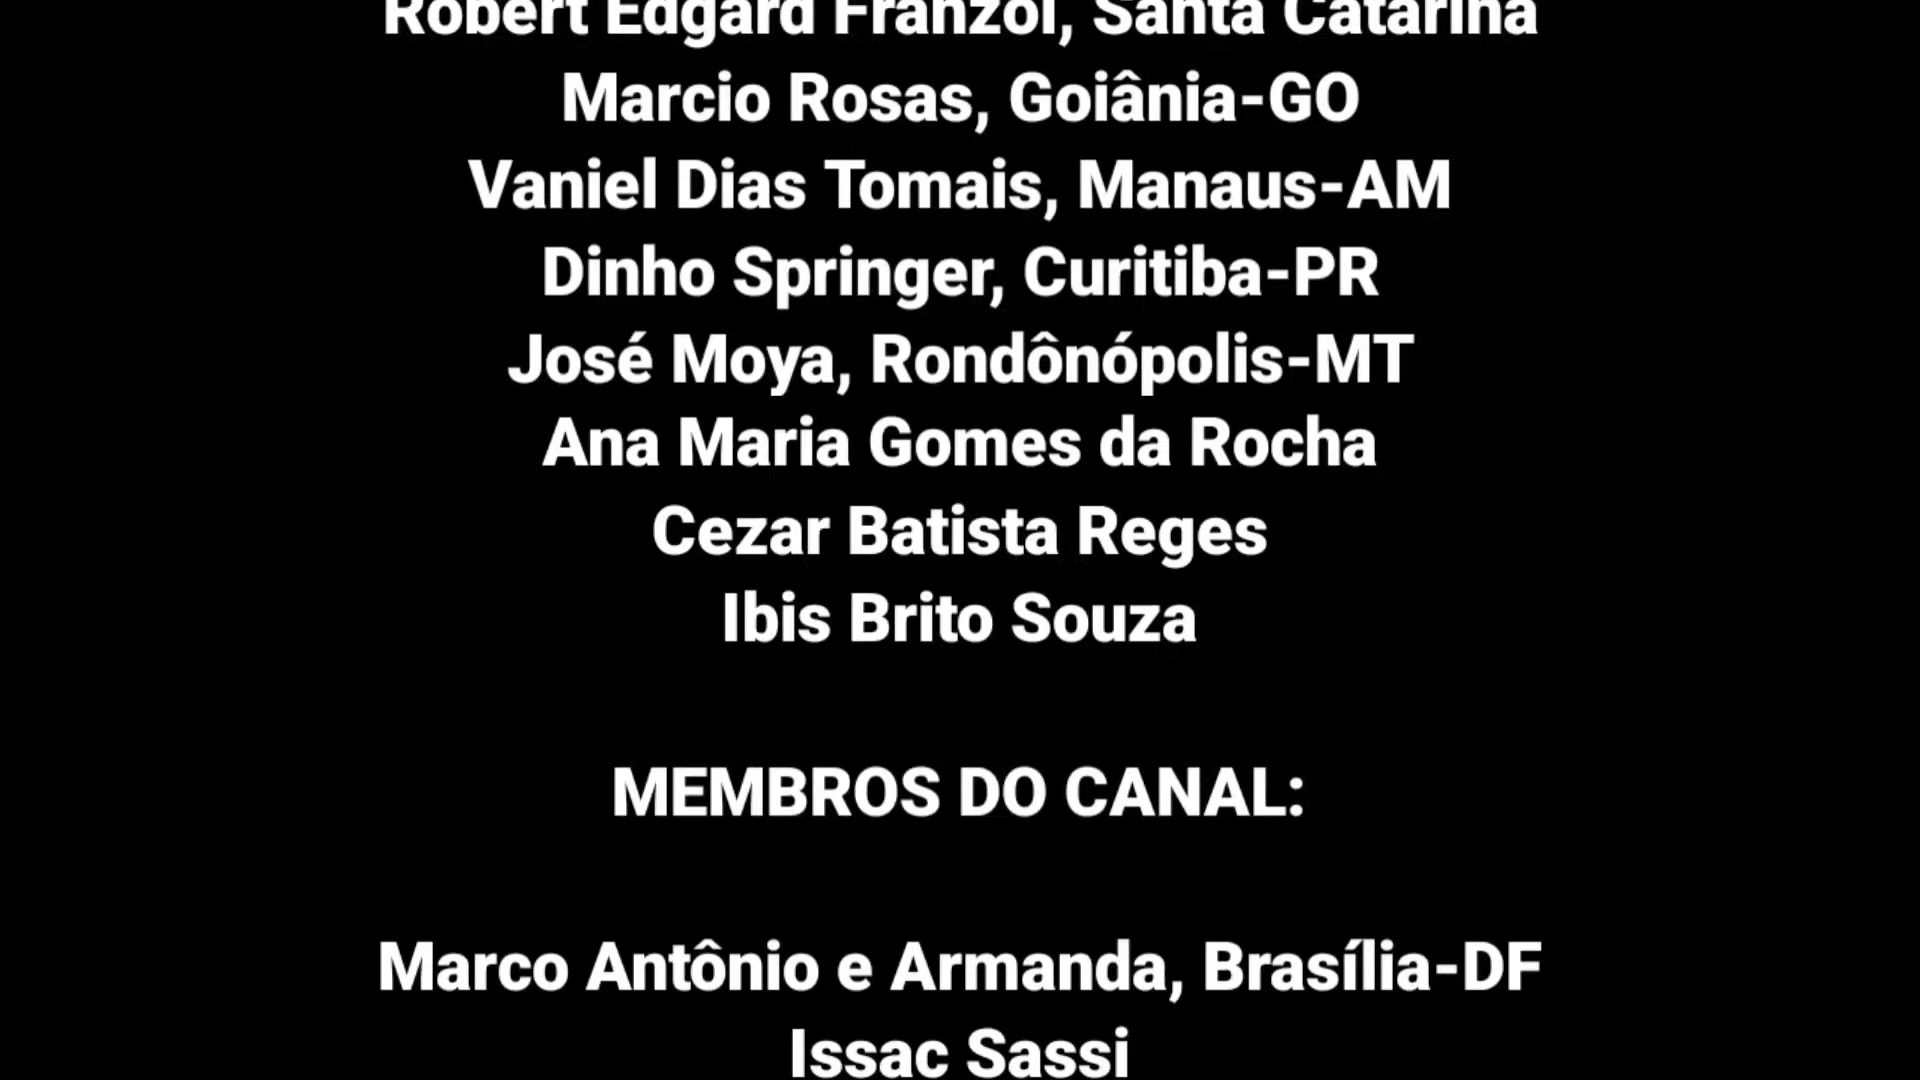 Robert Edgard Franzoi, Santa Catarina
Marcio Rosas, Goiânia-GO
Vaniel Dias Tomais, Manaus-AM
Dinho Springer, Curitiba-PR
José Moya, Rondônópolis-MT
Ana Maria Gomes da Rocha
Cezar Batista Reges
Ibis Brito Souza
MEMBROS DO CANAL:
Marco Antônio e Armanda, Brasília-DF
Issac Sassi